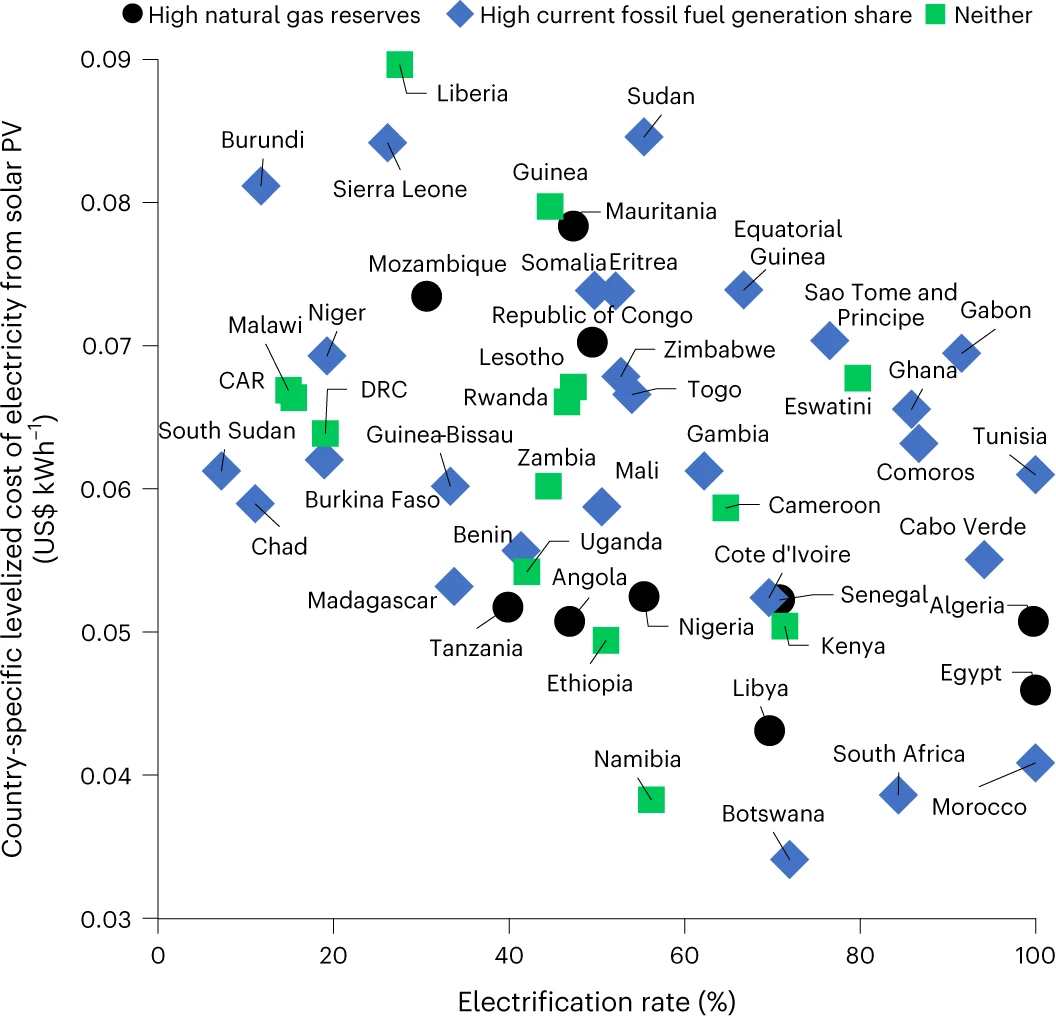 High natural gas reserves High current fossil fuel generation share Neither
Country-specific levelized cost of electricity from solar PV
(US$ kWh⁻¹)
0.09
0.08
0.07
0.06
0.05
0.04
0.03
Liberia
Sudan
Burundi
Sierra Leone
Guinea
Mauritania
Equatorial
Guinea
Mozambique
Somalia
Eritrea
Sao Tome and
Principe
Gabon
Niger
Republic of Congo
Malawi
Zimbabwe
Lesotho
Ghana
CAR
DRC
Rwanda
Togo
Eswatini
South Sudan
Guinea-Bissau
Gambia
Tunisia
Zambia
Mali
Comoros
Burkina Faso
Cameroon
Chad
Benin
Uganda
Cabo Verde
Cote d'Ivoire
Angola
Madagascar
Senegal
Algeria
Nigeria
Tanzania
Kenya
Egypt
Ethiopia
Libya
South Africa
Namibia
Morocco
Botswana
0 20 40 60 80 100
Electrification rate (%)